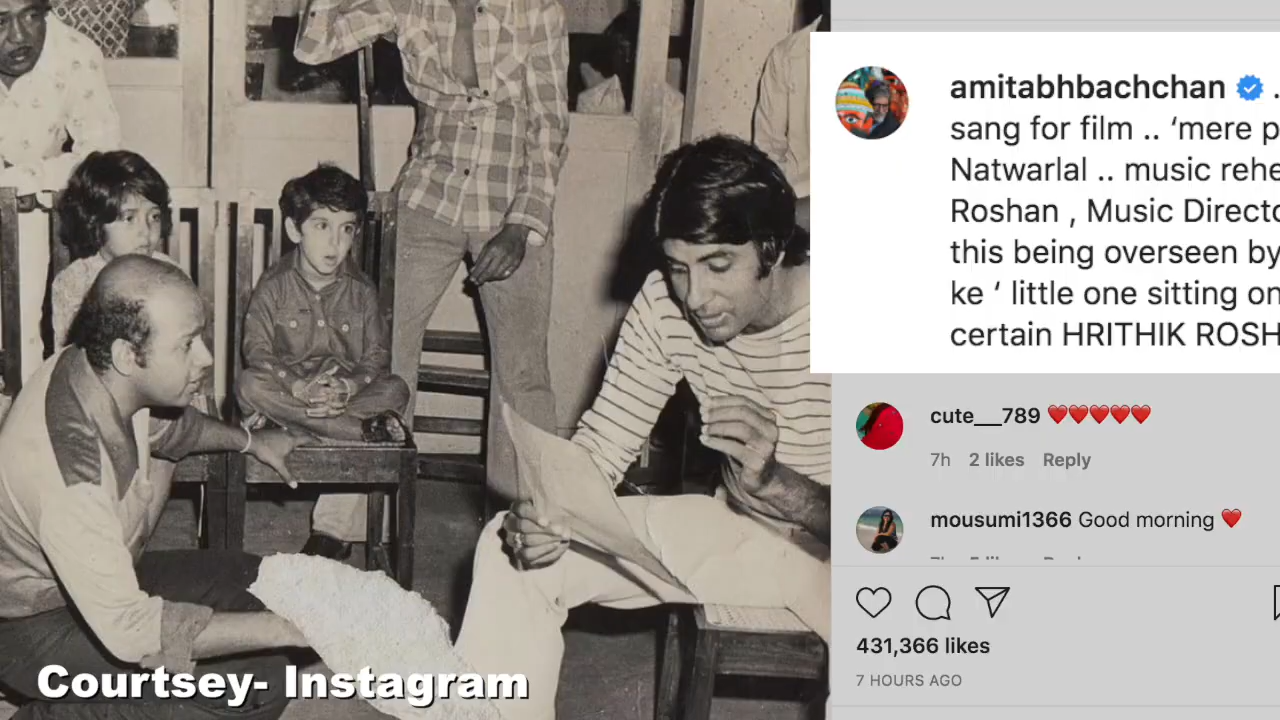 amitabhbachchan .
sang for film .. ‘mere p
Natwarlal .. music rehe
Roshan , Music Directo
this being overseen by
ke ‘ little one sitting on
certain HRITHIK ROSH
cute___789 ❤️❤️❤️❤️❤️
7h 2 likes Reply
mousumi1366 Good morning ❤️
431,366 likes
7 HOURS AGO
Courtsey- Instagram